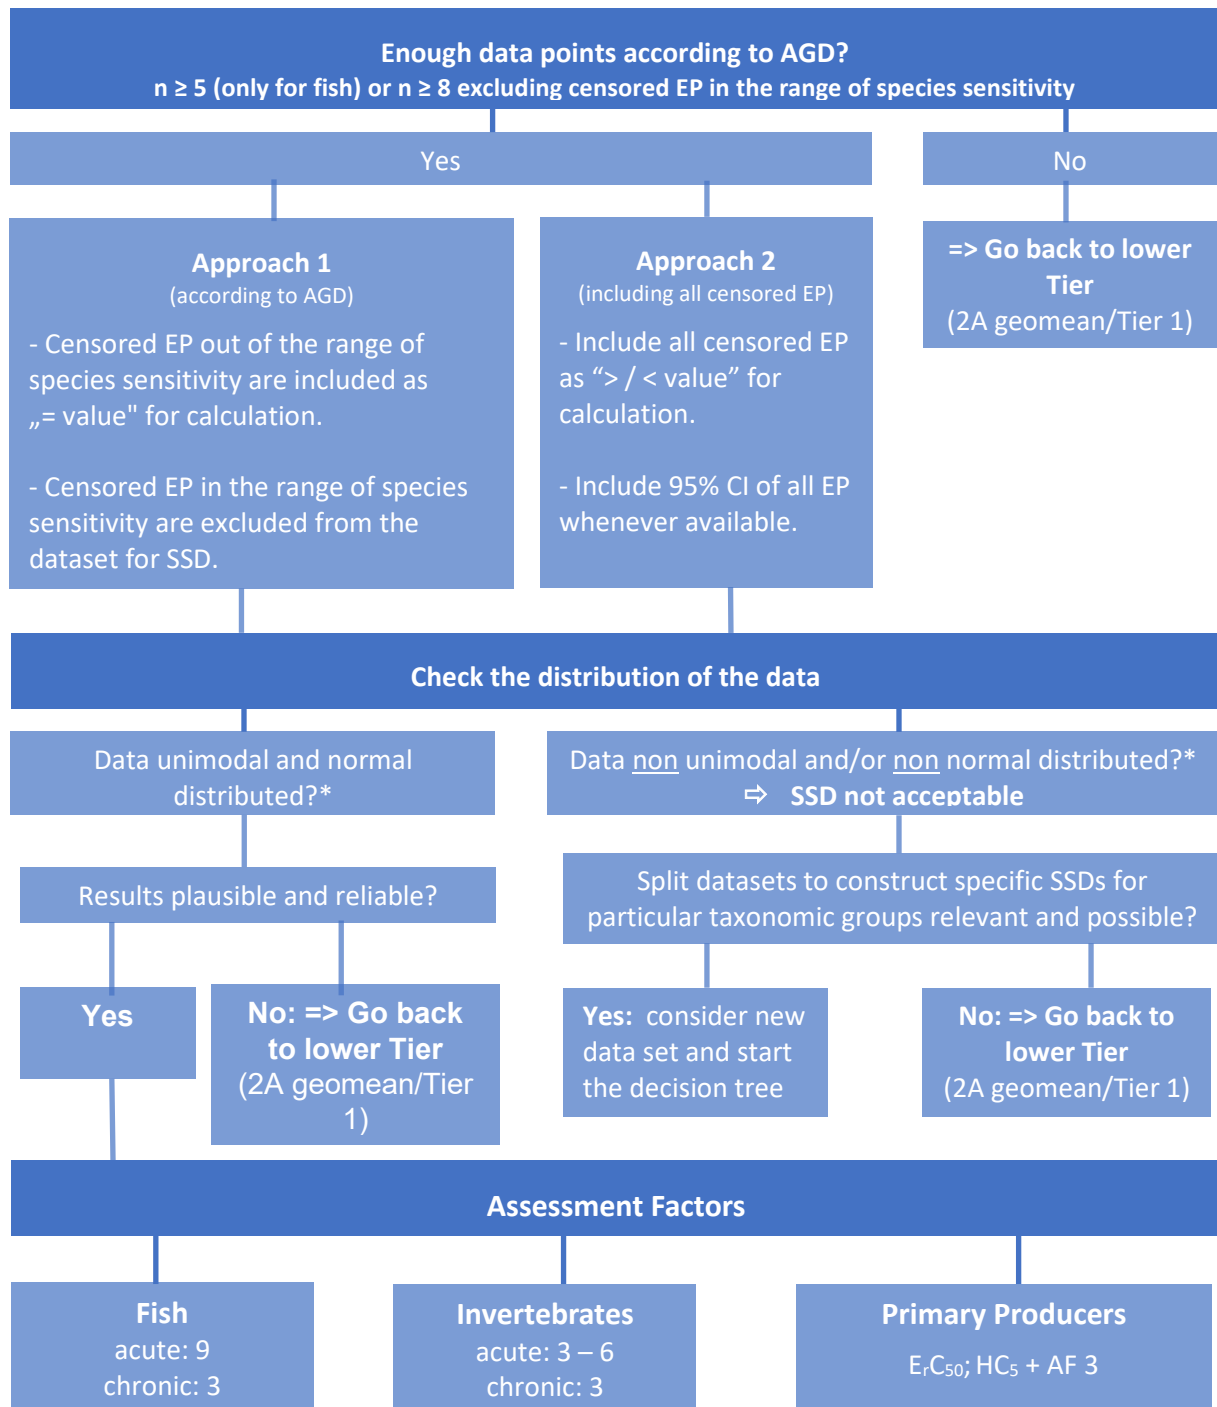 Enough data points according to AGD?
n ≥ 5 (only for fish) or n ≥ 8 excluding censored EP in the range of species sensitivity
Yes
No
Approach 1
(according to AGD)
- Censored EP out of the range of
species sensitivity are included as
„= value" for calculation.
- Censored EP in the range of species
sensitivity are excluded from the
dataset for SSD.
Approach 2
(including all censored EP)
- Include all censored EP
as “> / < value” for
calculation.
- Include 95% CI of all EP
whenever available.
=> Go back to lower
Tier
(2A geomean/Tier 1)
Check the distribution of the data
Data unimodal and normal
distributed?*
Data non unimodal and/or non normal distributed?*
⇨ SSD not acceptable
Results plausible and reliable?
Split datasets to construct specific SSDs for
particular taxonomic groups relevant and possible?
Yes
No: => Go back
to lower Tier
(2A geomean/Tier
1)
Yes: consider new
data set and start
the decision tree
No: => Go back to
lower Tier
(2A geomean/Tier 1)
Assessment Factors
Fish
acute: 9
chronic: 3
Invertebrates
acute: 3 – 6
chronic: 3
Primary Producers
ErC50; HC5 + AF 3